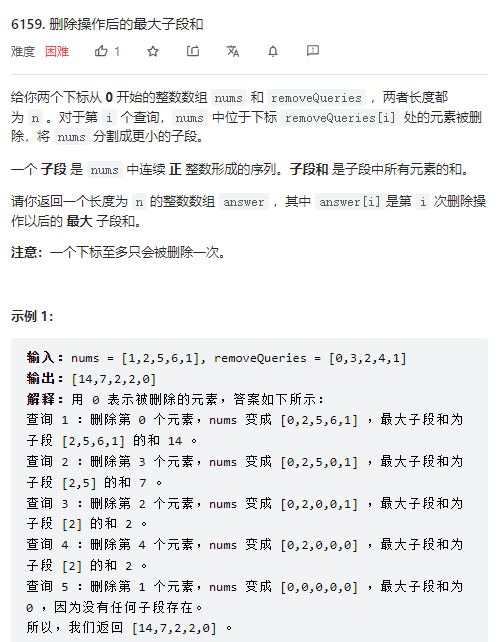 6159. 删除操作后的最大子段和
难度 困难 1
给你两个下标从 0 开始的整数数组 nums 和 removeQueries ，两者长度都
为 n 。对于第 i 个查询，nums 中位于下标 removeQueries[i] 处的元素被删
除，将 nums 分割成更小的子段。
一个 子段 是 nums 中连续 正 整数形成的序列。子段和 是子段中所有元素的和。
请你返回一个长度为 n 的整数数组 answer ，其中 answer[i] 是第 i 次删除操
作以后的 最大 子段和。
注意：一个下标至多只会被删除一次。
示例 1：
输入：nums = [1,2,5,6,1], removeQueries = [0,3,2,4,1]
输出：[14,7,2,2,0]
解释：用 0 表示被删除的元素，答案如下所示：
查询 1 ：删除第 0 个元素，nums 变成 [0,2,5,6,1] ，最大子段和为
子段 [2,5,6,1] 的和 14 。
查询 2 ：删除第 3 个元素，nums 变成 [0,2,5,0,1] ，最大子段和为
子段 [2,5] 的和 7 。
查询 3 ：删除第 2 个元素，nums 变成 [0,2,0,0,1] ，最大子段和为
子段 [2] 的和 2 。
查询 4 ：删除第 4 个元素，nums 变成 [0,2,0,0,0] ，最大子段和为
子段 [2] 的和 2 。
查询 5 ：删除第 1 个元素，nums 变成 [0,0,0,0,0] ，最大子段和为
0 ，因为没有任何子段存在。
所以，我们返回 [14,7,2,2,0] 。